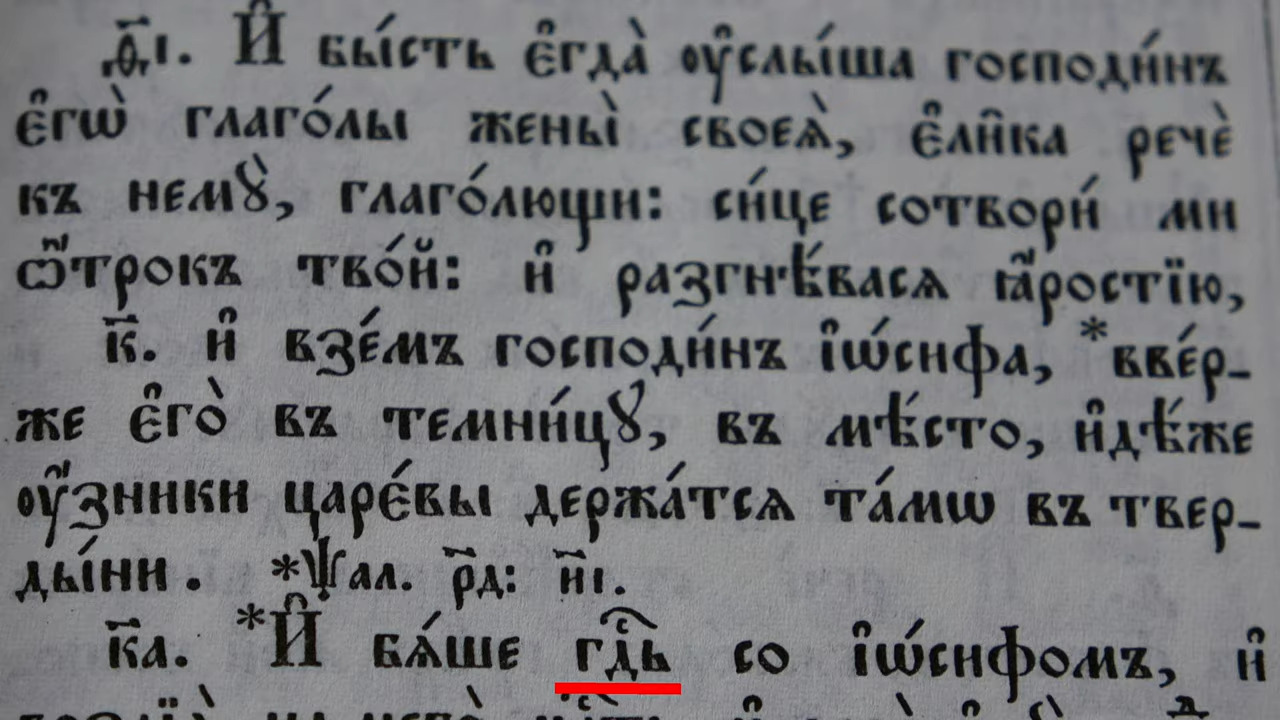 ѳ҃і. И҆ бы́сть є҆гда̀ ᲂу҆слы́ша господи́нъ
є҆гѡ̀ глаго́лы жены̀ своеѧ̀, є҆ли̑ка речѐ
къ немꙋ̀, глаго́лющи: си́це сотвори́ ми
ѻ҆́трокъ тво́й: и҆ разгнѣ́васѧ ꙗ҆́ростїю,
к҃. и҆ взе́мъ господи́нъ і҆ѡ́сифа, *вве́р-
же є҆го̀ въ темни́цꙋ, въ мѣ́сто, и҆дѣ́же
ᲂу҆́зники царє́вы держа́тсѧ та́мѡ въ твер-
ды́ни. *Ѱал. р҃д: и҃і.
к҃а. *И҆ бѧ́ше гдⷭ҇ь со і҆ѡ́сифомъ, и҆